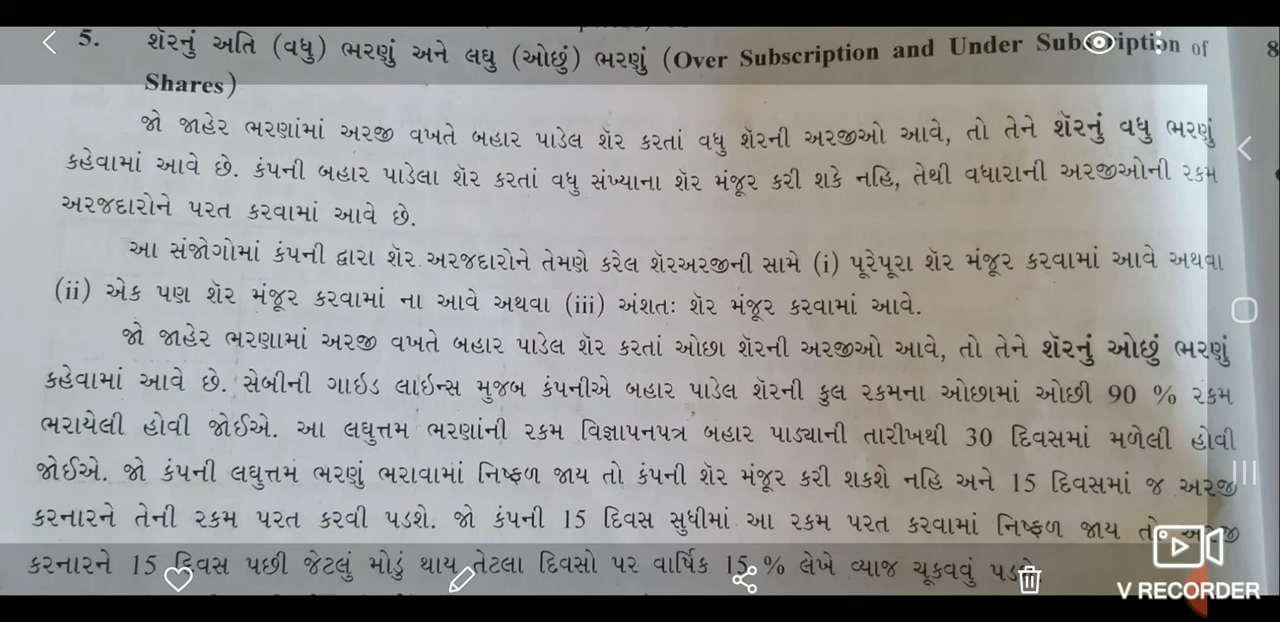 5. શૅરનું અતિ (વધુ) ભરણું અને લઘુ (ઓછું) ભરણું (Over Subscription and Under Subscription of
8
Shares)
જો જાહેર ભરણાંમાં અરજી વખતે બહાર પાડેલ શૅર કરતાં વધુ શૅરની અરજીઓ આવે, તો તેને શૅરનું વધુ ભરણું
કહેવામાં આવે છે. કંપની બહાર પાડેલા શૅર કરતાં વધુ સંખ્યાના શૅર મંજૂર કરી શકે નહિ, તેથી વધારાની અરજીઓની રકમ
અરજદારોને પરત કરવામાં આવે છે.
આ સંજોગોમાં કંપની દ્વારા શૅર અરજદારોને તેમણે કરેલ શૅરઅરજીની સામે (i) પૂરેપૂરા શૅર મંજૂર કરવામાં આવે અથવા
(ii) એક પણ શૅર મંજૂર કરવામાં ના આવે અથવા (iii) અંશતઃ શૅર મંજૂર કરવામાં આવે.
જો જાહેર ભરણામાં અરજી વખતે બહાર પાડેલ શૅર કરતાં ઓછા શૅરની અરજીઓ આવે, તો તેને શૅરનું ઓછું ભરણું
કહેવામાં આવે છે. સેબીની ગાઇડ લાઇન્સ મુજબ કંપનીએ બહાર પાડેલ શૅરની કુલ રકમના ઓછામાં ઓછી 90 % રકમ
ભરાયેલી હોવી જોઈએ. આ લઘુત્તમ ભરણાંની રકમ વિજ્ઞાપનપત્ર બહાર પાડ્યાની તારીખથી 30 દિવસમાં મળેલી હોવી
જોઈએ. જો કંપની લઘુત્તમ ભરણું ભરાવામાં નિષ્ફળ જાય તો કંપની શૅર મંજૂર કરી શકશે નહિ અને 15 દિવસમાં જ અરજી
કરનારને તેની રકમ પરત કરવી પડશે. જો કંપની 15 દિવસ સુધીમાં આ રકમ પરત કરવામાં નિષ્ફળ જાય તો અરજી
કરનારને 15 દિવસ પછી જેટલું મોડું થાય તેટલા દિવસો પર વાર્ષિક 15 % લેખે વ્યાજ ચૂકવવું પડશે.
V RECORDER